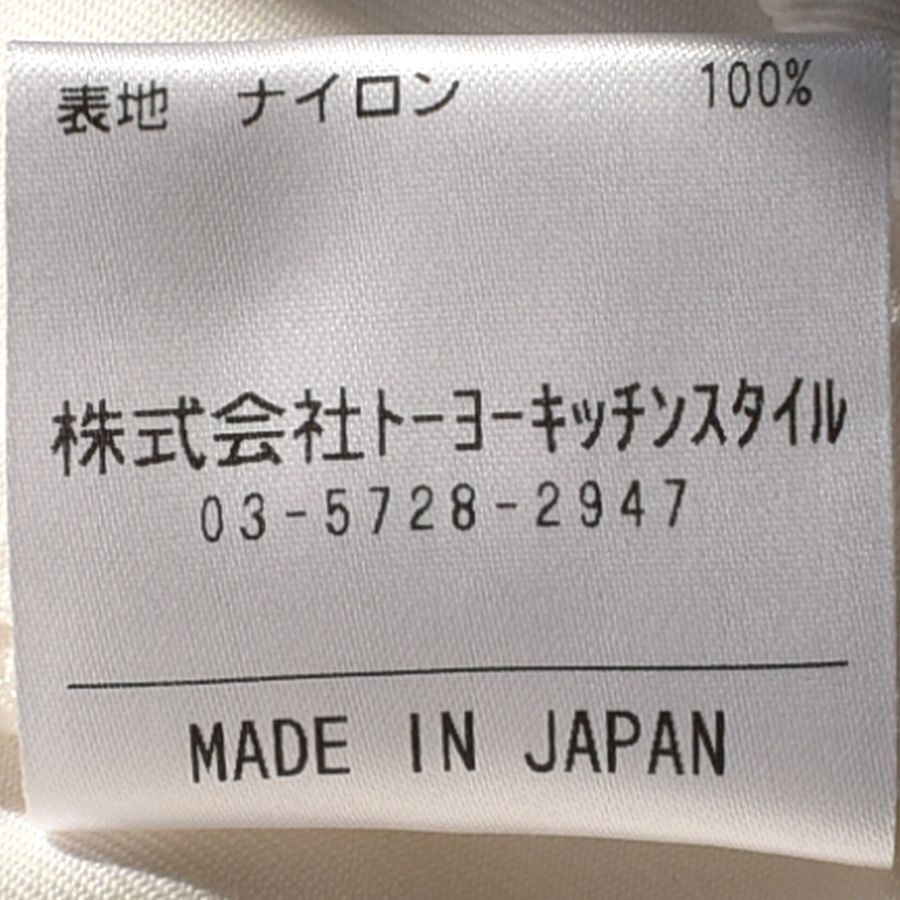 表地　ナイロン　100%
株式会社ﾄｰﾖｰｷｯﾁﾝｽﾀｲﾙ
03-5728-2947
MADE IN JAPAN